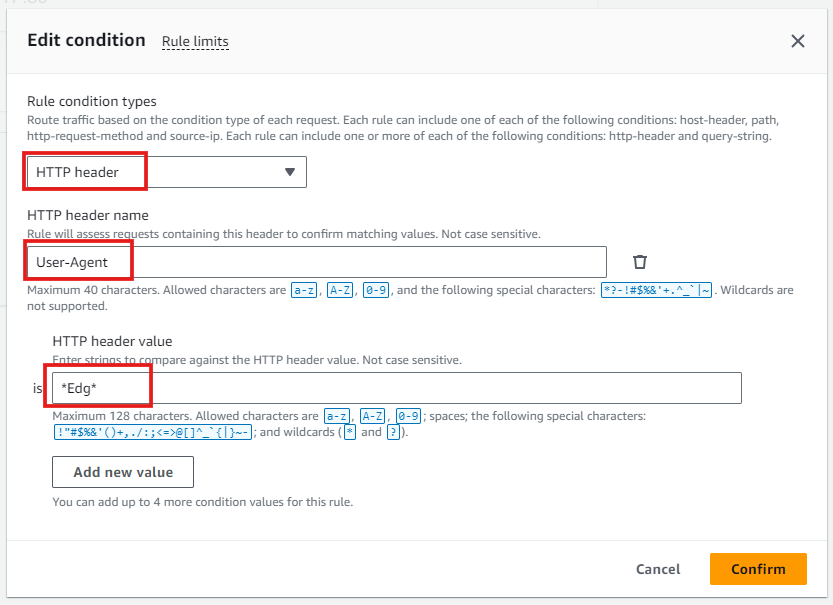 Edit condition Rule limits
Rule condition types
Route traffic based on the condition type of each request. Each rule can include one of each of the following conditions: host-header, path,
http-request-method and source-ip. Each rule can include one or more of each of the following conditions: http-header and query-string.
HTTP header
HTTP header name
Rule will assess requests containing this header to confirm matching values. Not case sensitive.
User-Agent
Maximum 40 characters. Allowed characters are a-z, A-Z, 0-9, and the following special characters: *?-!#$%&'+.^_`|~. Wildcards are
not supported.
HTTP header value
Enter strings to compare against the HTTP header value. Not case sensitive.
is *Edg*
Maximum 128 characters. Allowed characters are a-z, A-Z, 0-9; spaces; the following special characters:
!"#$%&'()+,./:;<=>@[]^_`{|}~-; and wildcards (* and ?).
Add new value
You can add up to 4 more condition values for this rule.
Cancel Confirm